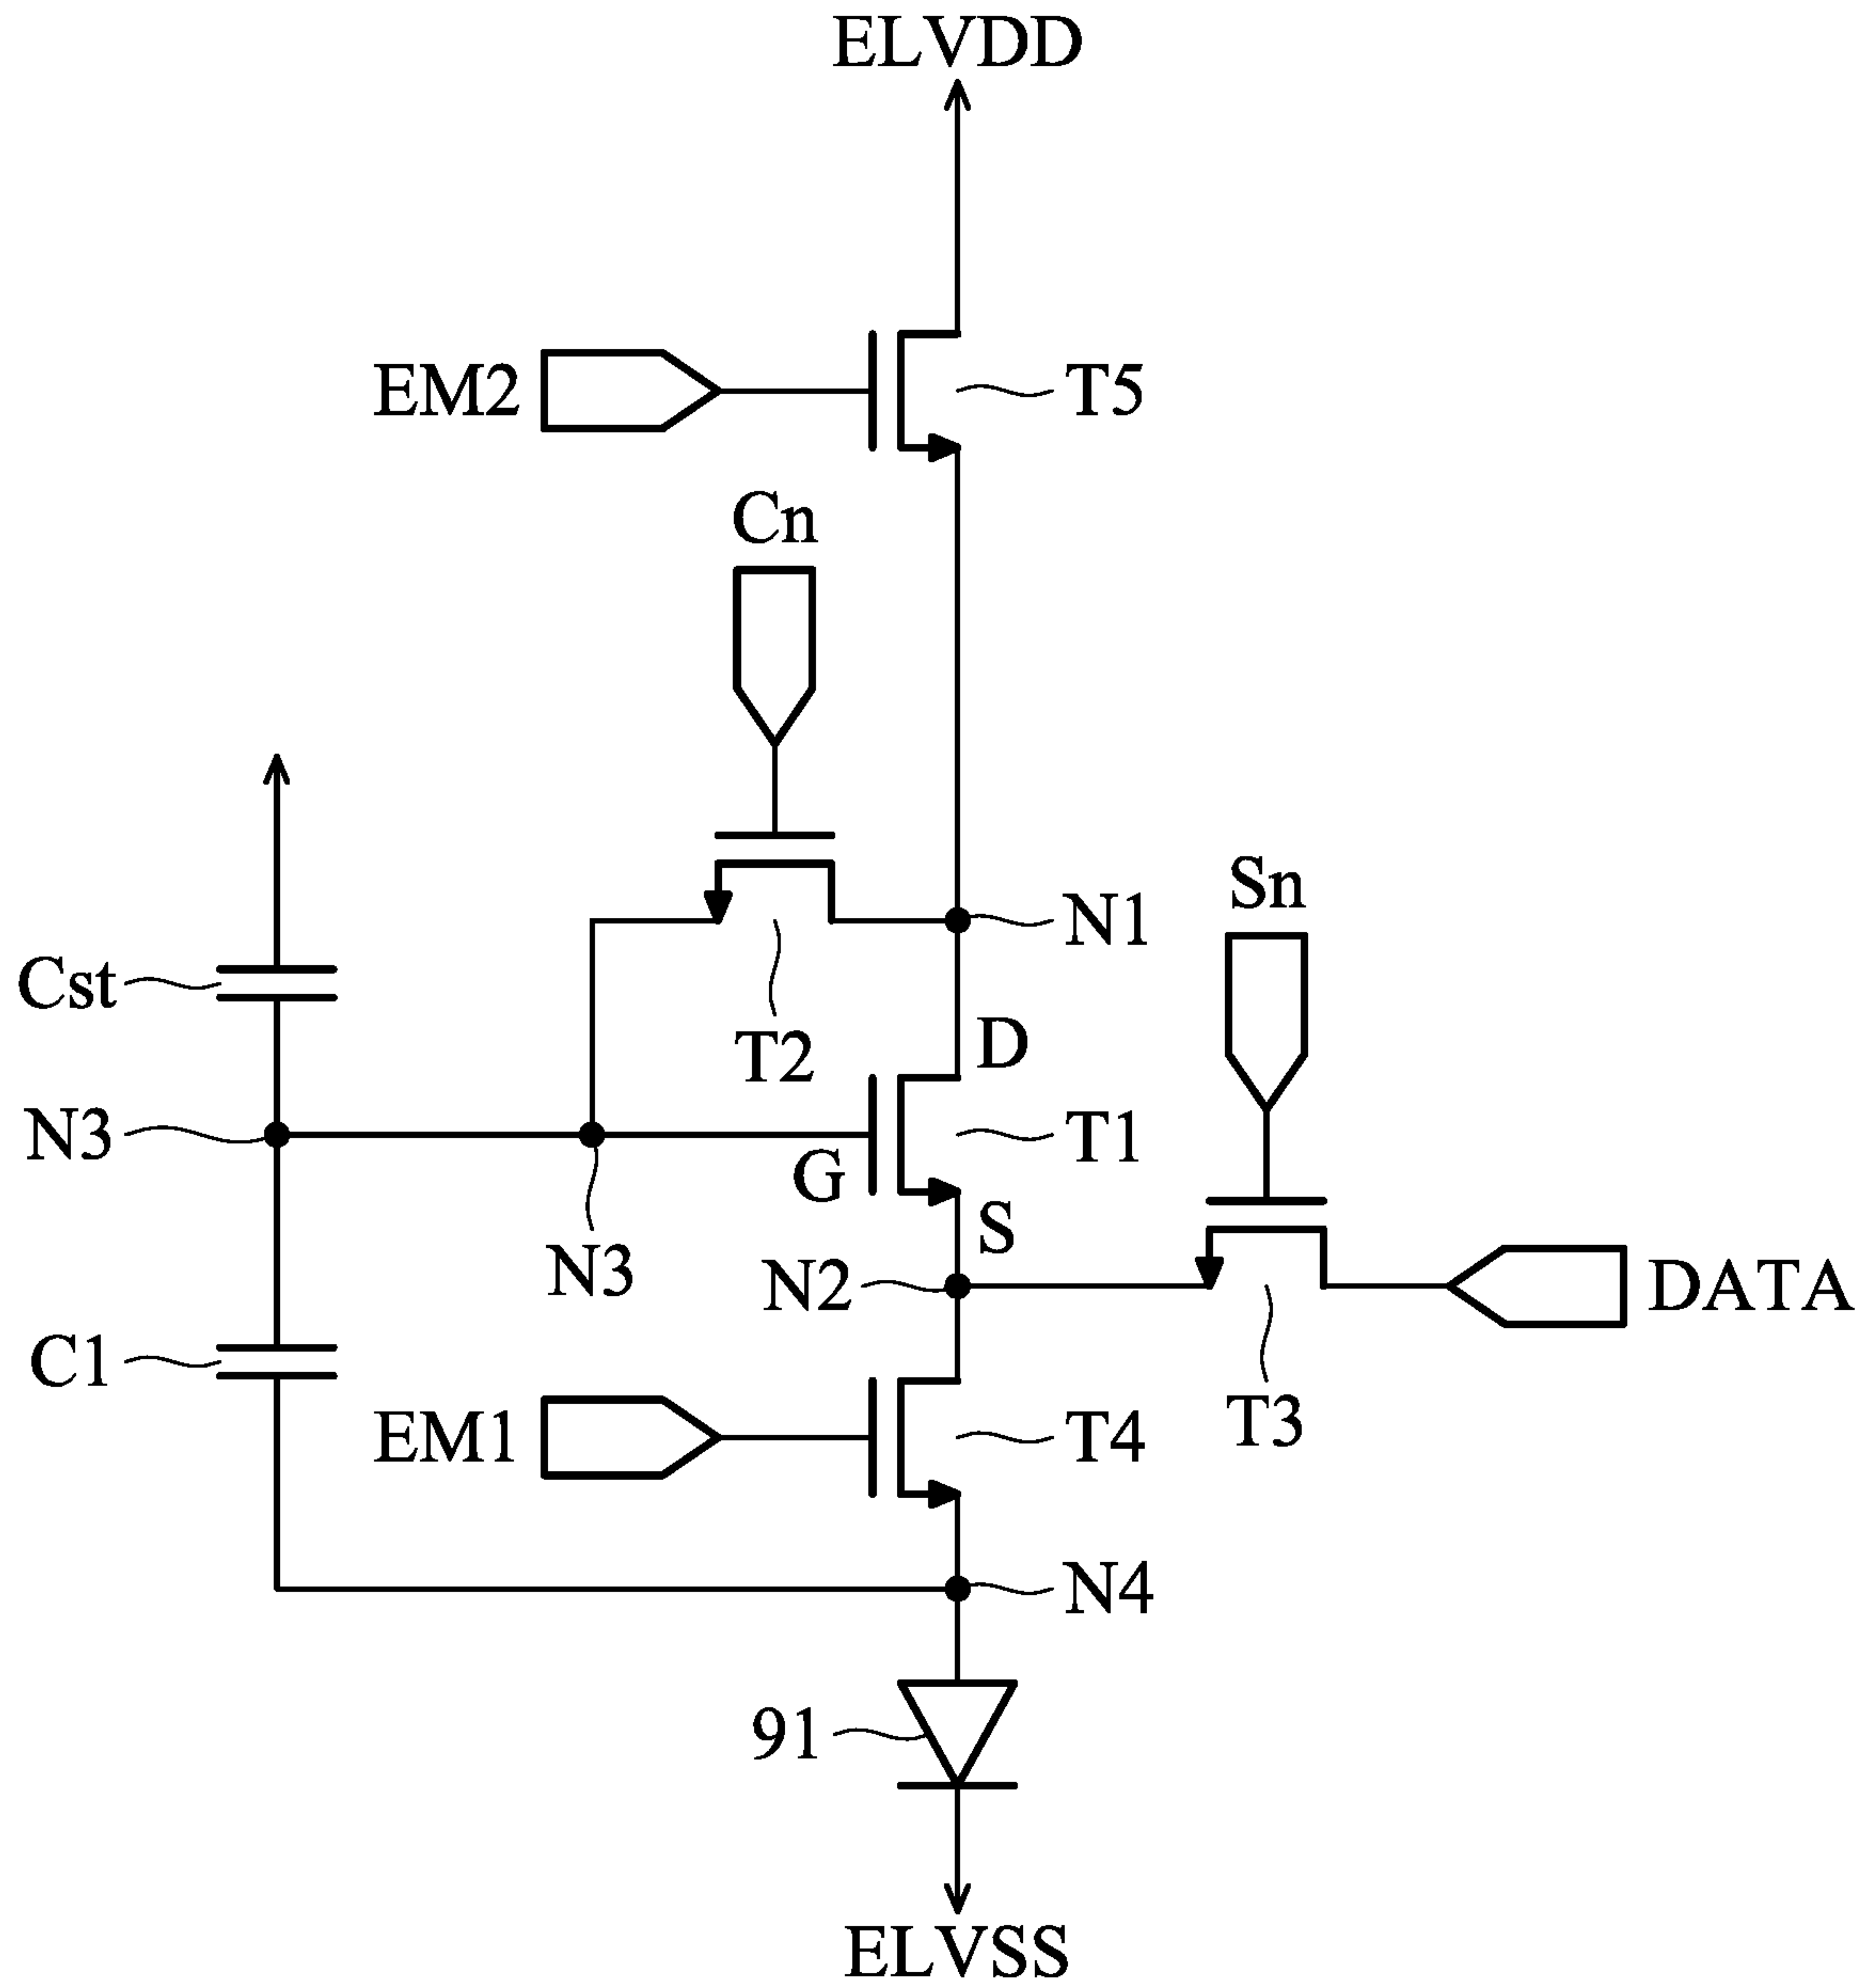 ELVDD
EM2
T5
Cn
Sn
N1
Cst
T2
D
N3
T1
G
S
N3
N2
DATA
C1
EM1
T4
T3
N4
91
ELVSS